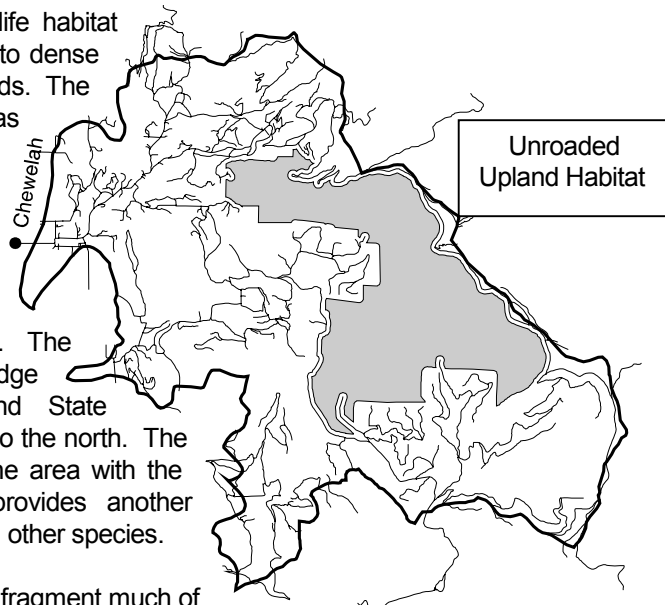 life habitat
to dense
ds. The
as
Unroaded
Upland Habitat
Chewelah
. The
dge
nd State
o the north. The
ne area with the
provides another
other species.
fragment much of